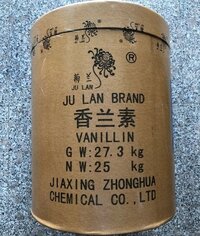 翰兰
®
JU LAN
JU LAN BRAND
香兰素
VANILLIN
G W:27.3 kg
N W:25 kg
JIAXING ZHONGHUA
CHEMICAL CO.,LTD